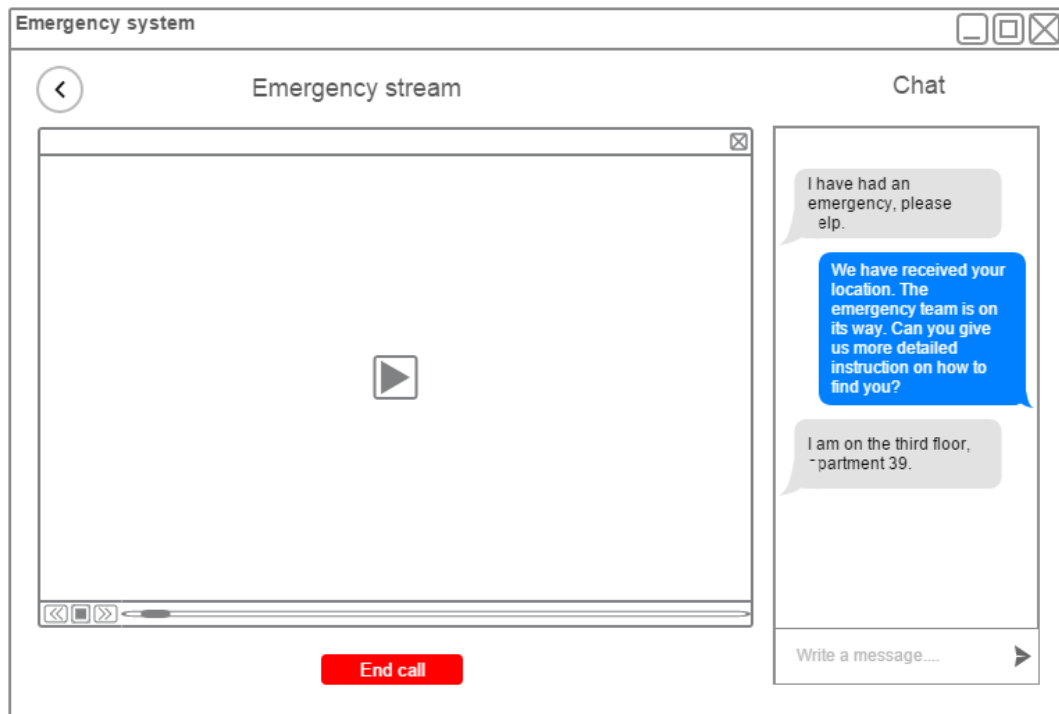 Emergency system
Emergency stream
Chat
I have had an
emergency, please
elp.
We have received your
location. The
emergency team is on
its way. Can you give
us more detailed
instruction on how to
find you?
I am on the third floor,
partment 39.
End call
Write a message....